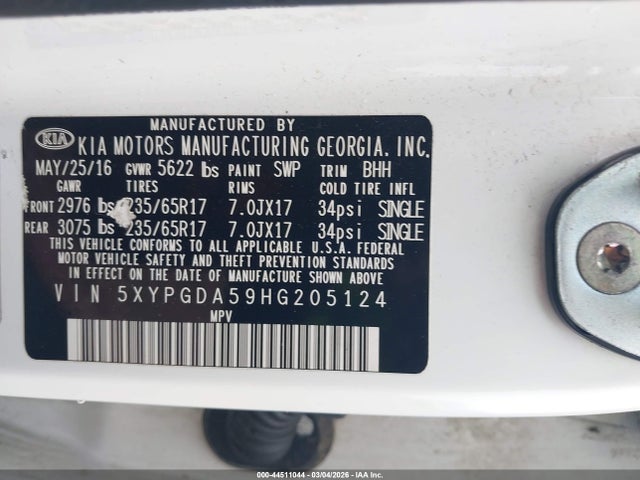 MANUFACTURED BY
KIA KIA MOTORS MANUFACTURING GEORGIA, INC.
MAY/25/16 GVWR 5622 lbs PAINT SWP TRIM BHH
GAWR TIRES RIMS COLD TIRE INFL
FRONT 2976 lbs 235/65R17 7.0JX17 34psi SINGLE
REAR 3075 lbs 235/65R17 7.0JX17 34psi SINGLE
THIS VEHICLE CONFORMS TO ALL APPLICABLE U.S.A. FEDERAL
MOTOR VEHICLE SAFETY AND THEFT PREVENTION STANDARDS
IN EFFECT ON THE DATE OF MANUFACTURE SHOWN ABOVE
VIN 5XYPGDA59HG205124
MPV
000-44511044 | 03/04/2026 | IAA Inc.